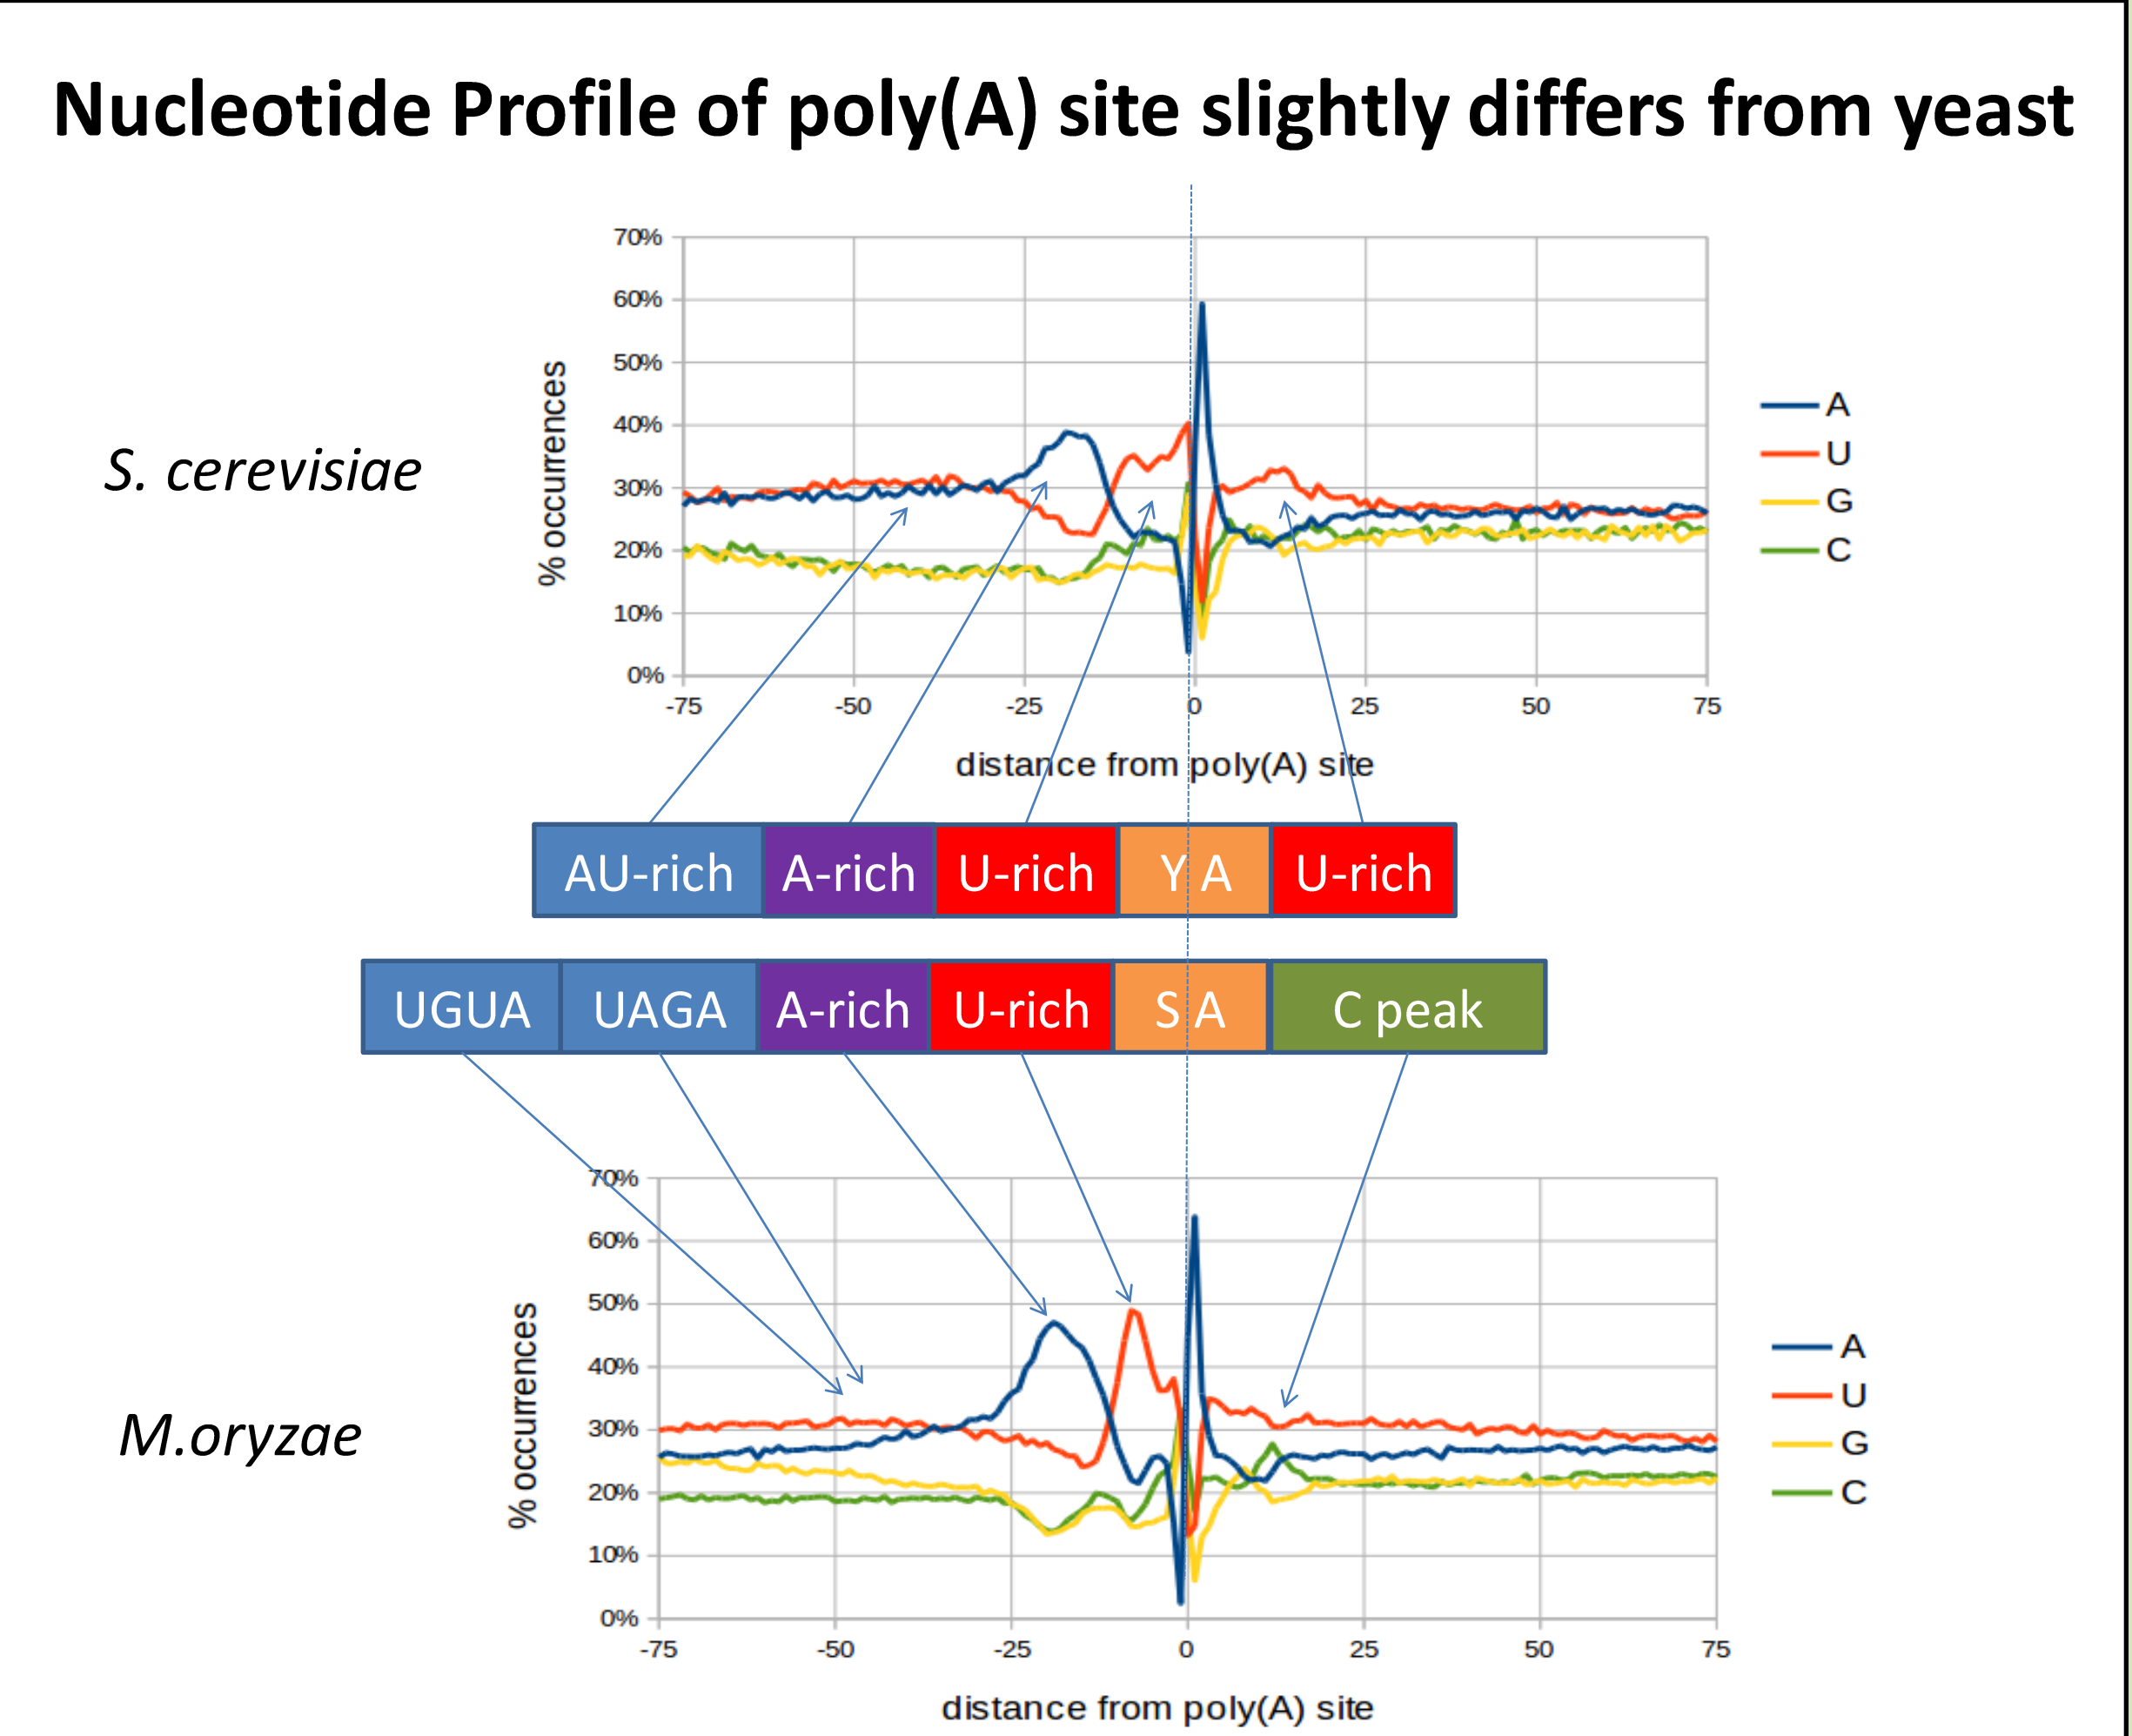 Nucleotide Profile of poly(A) site slightly differs from yeast
S. cerevisiae
% occurrences
70%
60%
50%
40%
30%
20%
10%
0%
-75
-50
-25
0
25
50
75
distance from poly(A) site
A
U
G
C
AU-rich
A-rich
U-rich
Y A
U-rich
UGUA
UAGA
A-rich
U-rich
S A
C peak
M.oryzae
% occurrences
70%
60%
50%
40%
30%
20%
10%
0%
-75
-50
-25
0
25
50
75
distance from poly(A) site
A
U
G
C